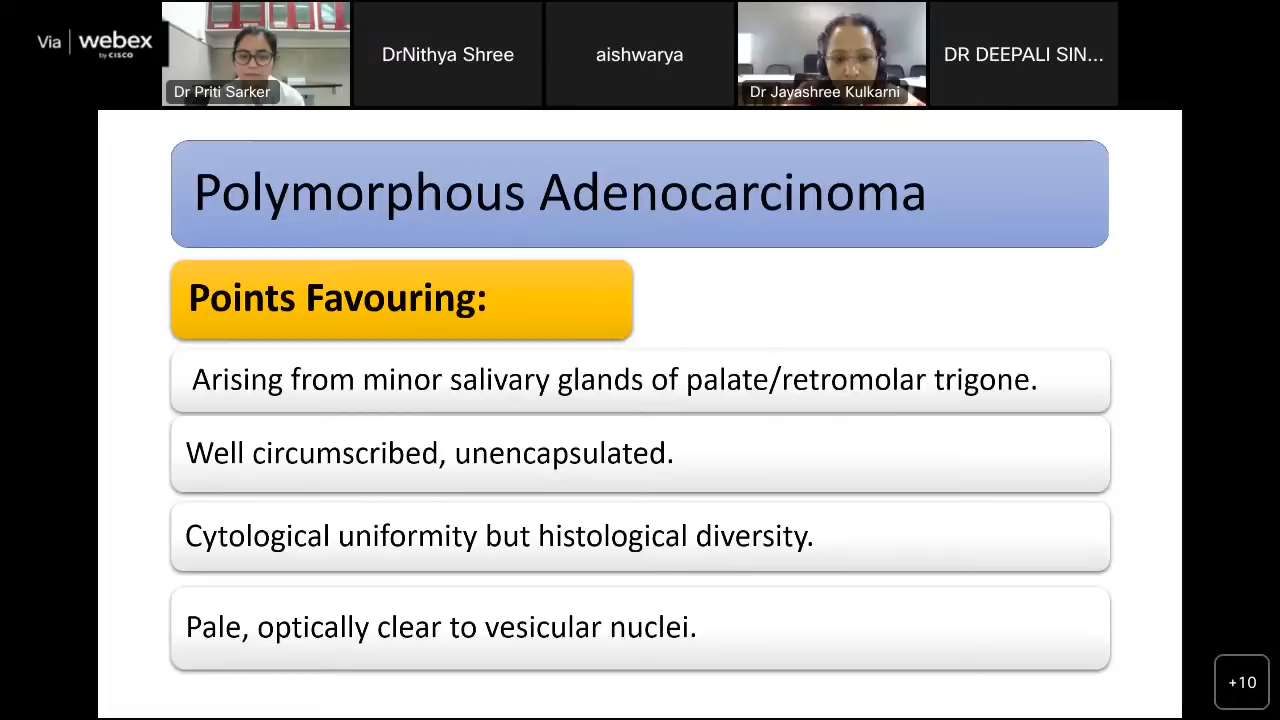 Via webex
by CISCO
DrNithya Shree
aishwarya
DR DEEPALI SIN...
Dr Priti Sarker
Dr Jayashree Kulkarni
Polymorphous Adenocarcinoma
Points Favouring:
Arising from minor salivary glands of palate/retromolar trigone.
Well circumscribed, unencapsulated.
Cytological uniformity but histological diversity.
Pale, optically clear to vesicular nuclei.
+10